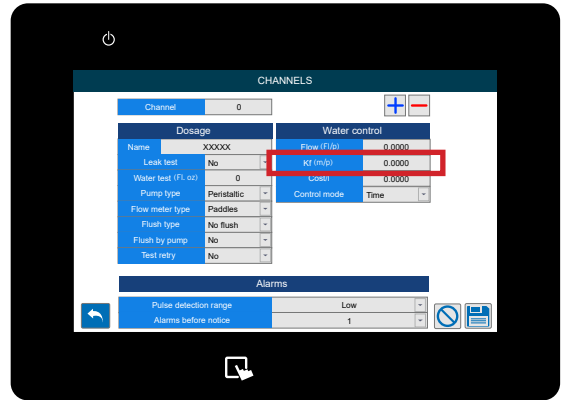 CHANNELS
Channel 0
Dosage
Name XXXXX
Leak test No
Water test (FL oz) 0
Pump type Peristaltic
Flow meter type Paddles
Flush type No flush
Flush by pump No
Test retry No
Water control
Flow (Fl/p) 0.0000
Kf (m/p) 0.0000
Cost/l 0.0000
Control mode Time
Alarms
Pulse detection range Low
Alarms before notice 1